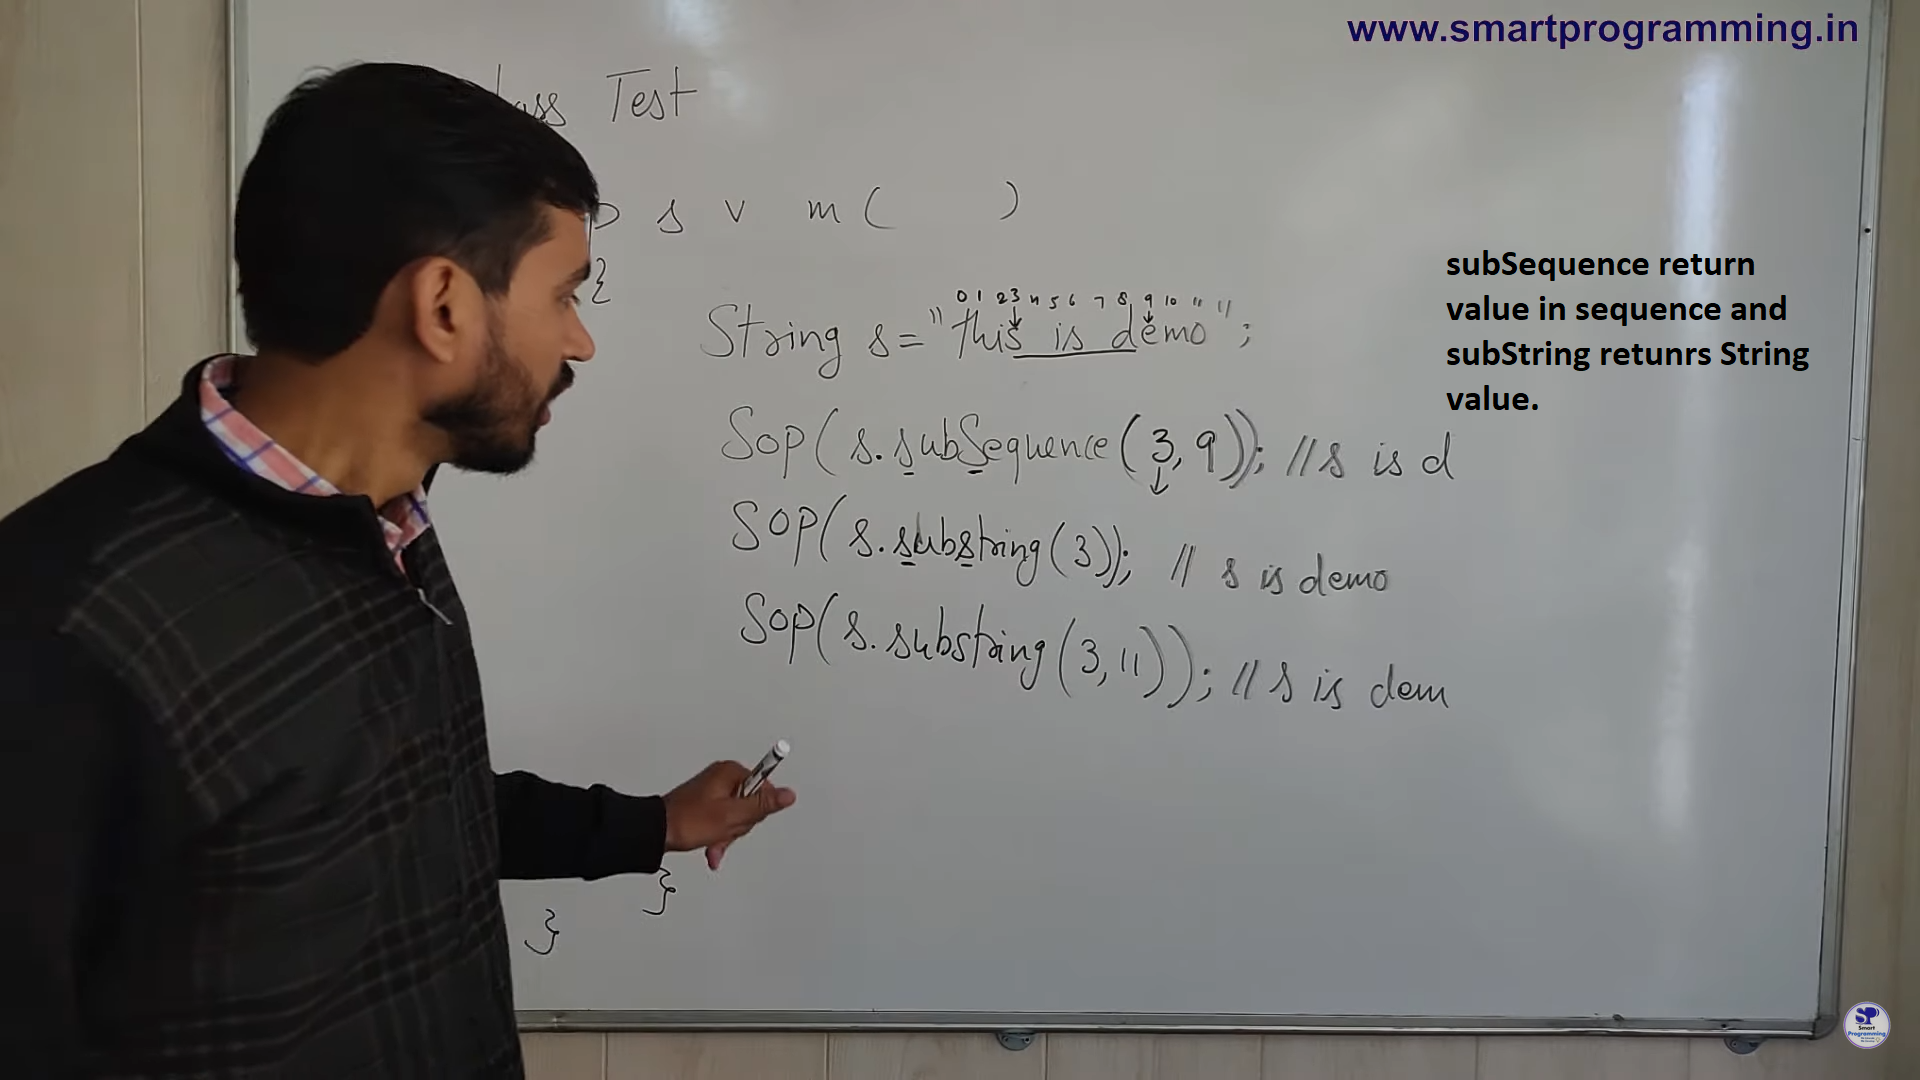 www.smartprogramming.in
lass Test
p s v m ( )
{
0 1 2 3 4 5 6 7 8 9 10 11
String s = "this is demo";
subSequence return
value in sequence and
subString retunrs String
value.
Sop(s.subSequence(3,9)); //s is d
SOP(s.substring(3)); // s is demo
SOP(s.substring(3,11)); //s is dem
}
}
SP
Smart
Programming